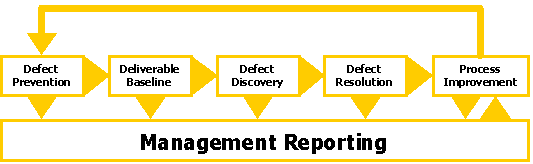 Defect
Prevention
Deliverable
Baseline
Defect
Discovery
Defect
Resolution
Process
Improvement
Management Reporting